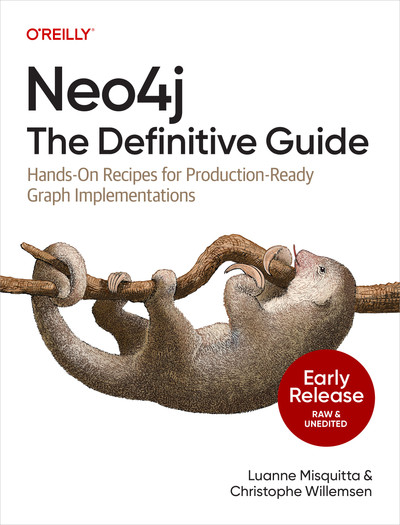 O'REILLY®
Neo4j
The Definitive Guide
Hands-On Recipes for Production-Ready
Graph Implementations
Early
Release
RAW &
UNEDITED
Luanne Misquitta &
Christophe Willemsen